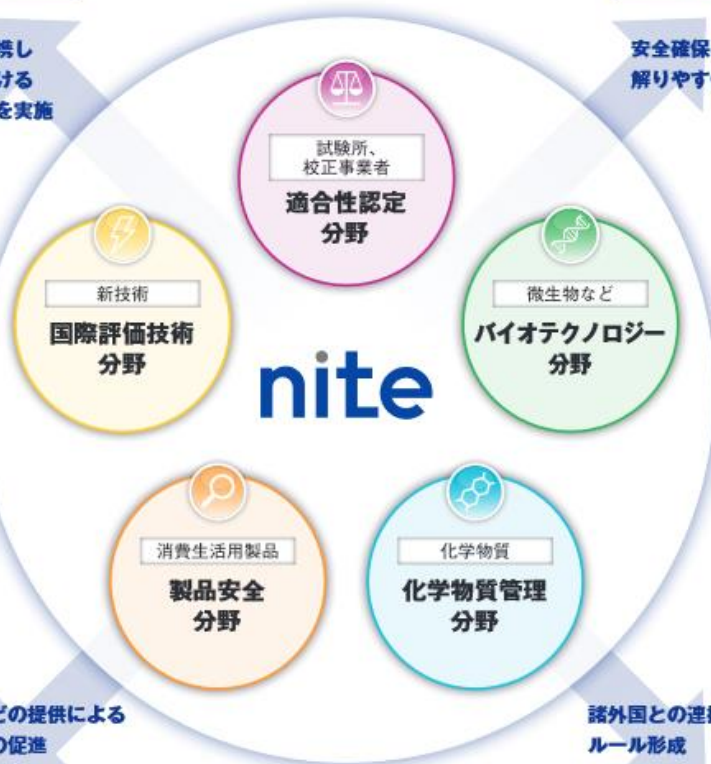 携し
ける
を実施
安全確保
解りやす
試験所、
校正事業者
適合性認定
分野
新技術
国際評価技術
分野
微生物など
バイオテクノロジー
分野
nite
消費生活用製品
製品安全
分野
化学物質
化学物質管理
分野
どの提供による
の促進
諸外国との連携
ルール形成